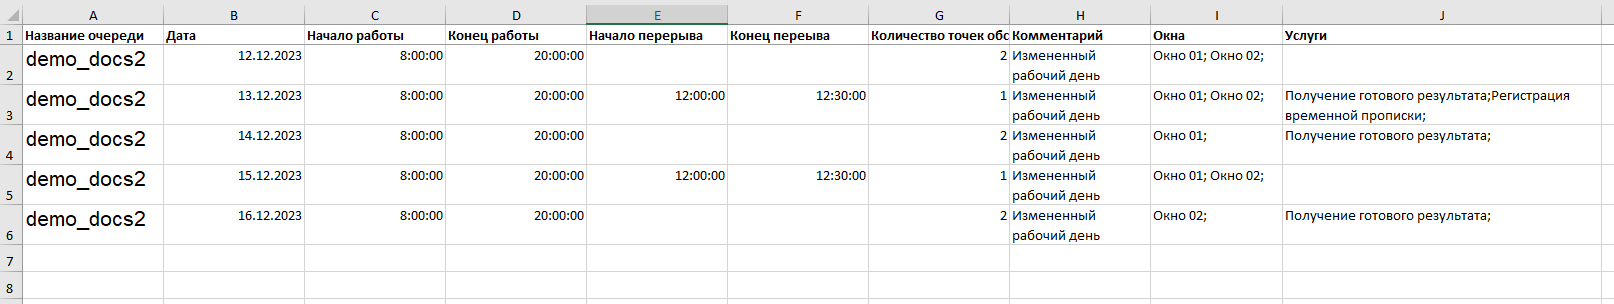 A B C D E F G H I J
1 Название очереди Дата Начало работы Конец работы Начало перерыва Конец переыва Количество точек обс Комментарий Окна Услуги
2 demo_docs2 12.12.2023 8:00:00 20:00:00 2 Измененный Окно 01; Окно 02;
рабочий день
3 demo_docs2 13.12.2023 8:00:00 20:00:00 12:00:00 12:30:00 1 Измененный Окно 01; Окно 02; Получение готового результата;Регистрация
рабочий день временной прописки;
4 demo_docs2 14.12.2023 8:00:00 20:00:00 2 Измененный Окно 01; Получение готового результата;
рабочий день
5 demo_docs2 15.12.2023 8:00:00 20:00:00 12:00:00 12:30:00 1 Измененный Окно 01; Окно 02;
рабочий день
6 demo_docs2 16.12.2023 8:00:00 20:00:00 2 Измененный Окно 02; Получение готового результата;
рабочий день
7
8